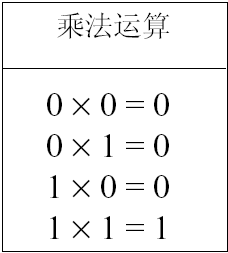 乘法运算
0 × 0 = 0
0 × 1 = 0
1 × 0 = 0
1 × 1 = 1